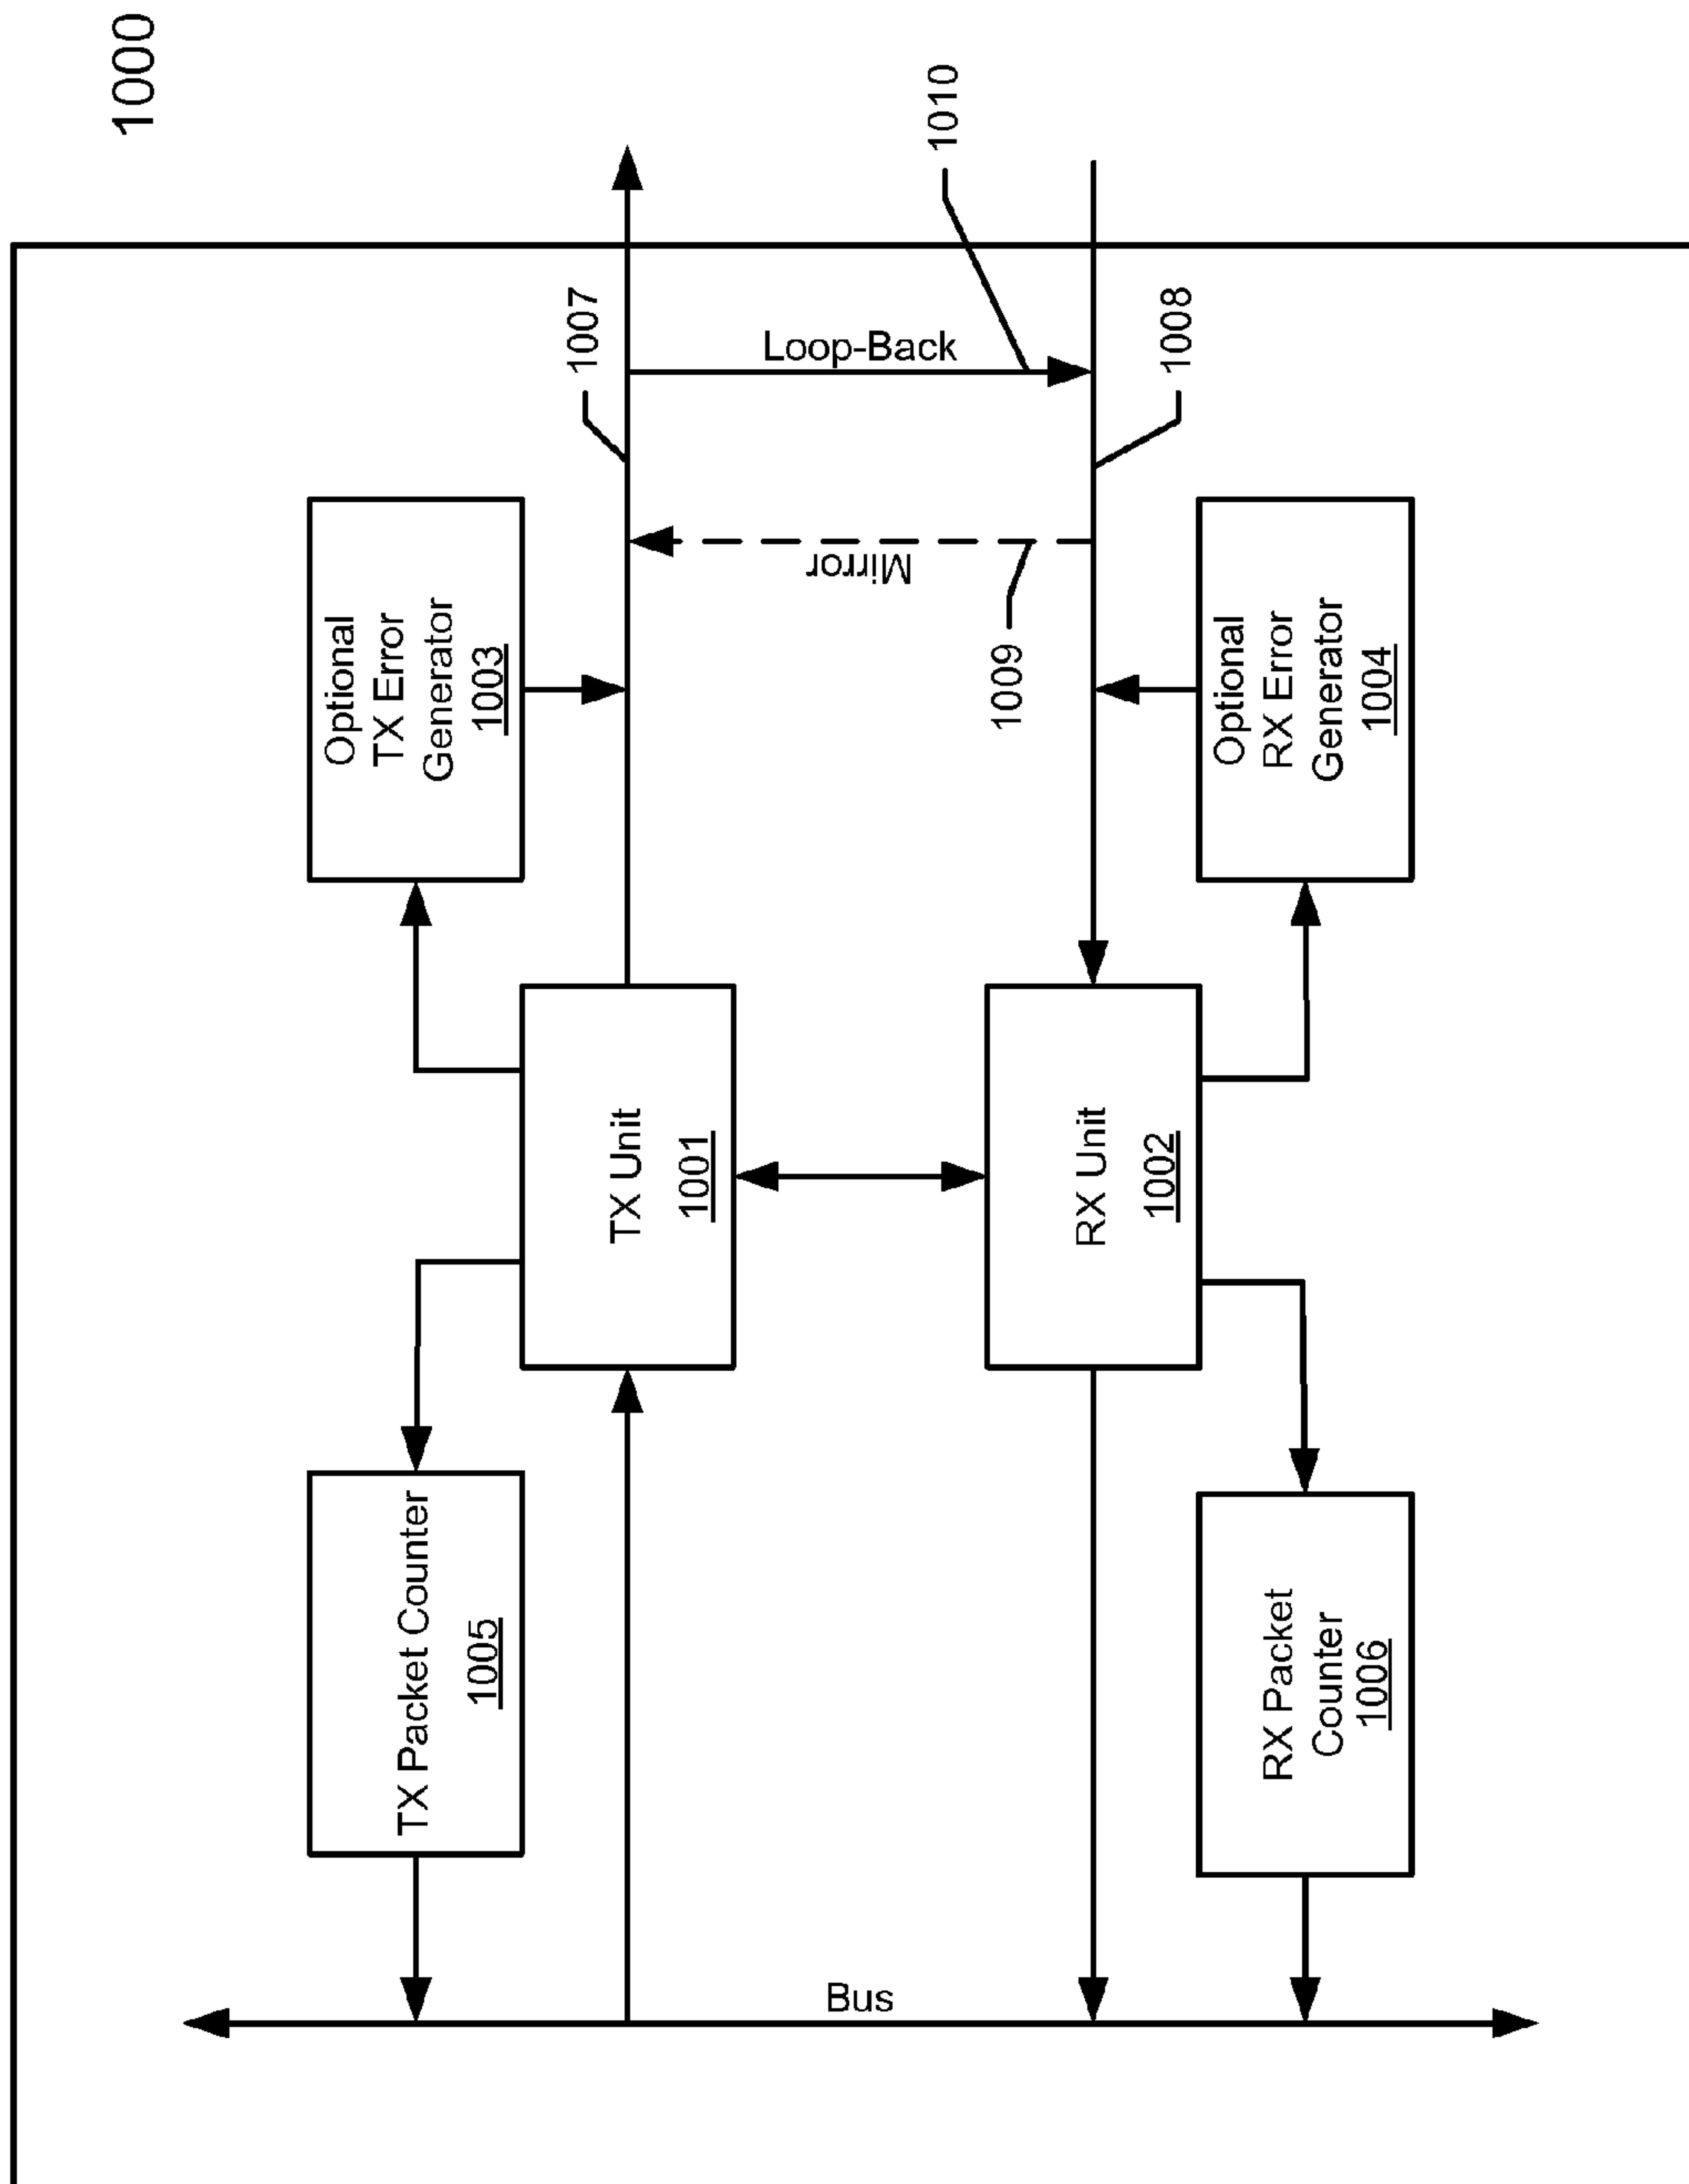 1000
1010
1007
Loop-Back
1008
Mirror
1009
Optional
TX Error
Generator
1003
Optional
RX Error
Generator
1004
TX Unit
1001
RX Unit
1002
TX Packet Counter
1005
RX Packet
Counter
1006
Bus